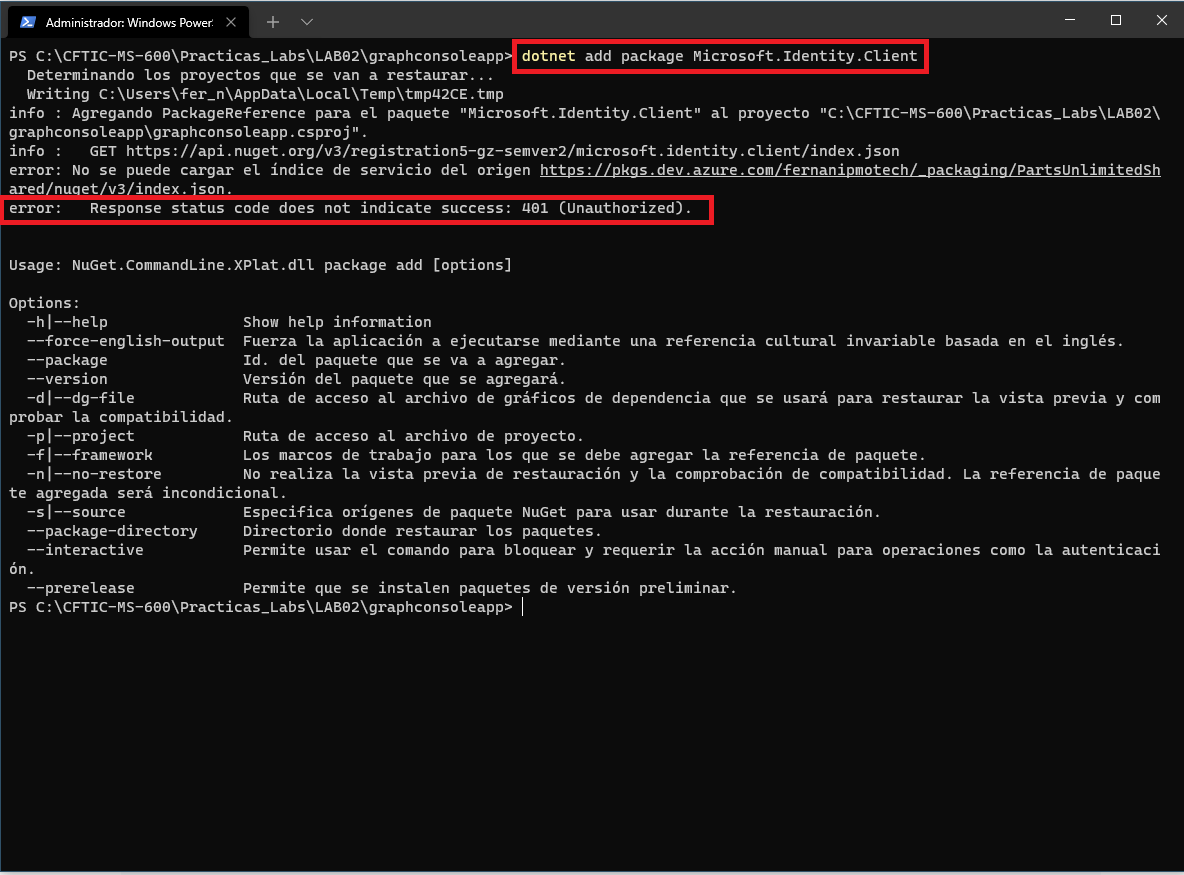 Administrador: Windows Power
PS C:\CFTIC-MS-600\Practicas_Labs\LAB02\graphconsoleapp> dotnet add package Microsoft.Identity.Client
  Determinando los proyectos que se van a restaurar...
  Writing C:\Users\fer_n\AppData\Local\Temp\tmp42CE.tmp
info : Agregando PackageReference para el paquete "Microsoft.Identity.Client" al proyecto "C:\CFTIC-MS-600\Practicas_Labs\LAB02\
graphconsoleapp\graphconsoleapp.csproj".
info :   GET https://api.nuget.org/v3/registration5-gz-semver2/microsoft.identity.client/index.json
error: No se puede cargar el índice de servicio del origen https://pkgs.dev.azure.com/fernanipmotech/_packaging/PartsUnlimitedSh
ared/nuget/v3/index.json.
error:   Response status code does not indicate success: 401 (Unauthorized).
Usage: NuGet.CommandLine.XPlat.dll package add [options]
Options:
  -h|--help               Show help information
  --force-english-output  Fuerza la aplicación a ejecutarse mediante una referencia cultural invariable basada en el inglés.
  --package               Id. del paquete que se va a agregar.
  --version               Versión del paquete que se agregará.
  -d|--dg-file            Ruta de acceso al archivo de gráficos de dependencia que se usará para restaurar la vista previa y com
probar la compatibilidad.
  -p|--project            Ruta de acceso al archivo de proyecto.
  -f|--framework          Los marcos de trabajo para los que se debe agregar la referencia de paquete.
  -n|--no-restore         No realiza la vista previa de restauración y la comprobación de compatibilidad. La referencia de paque
te agregada será incondicional.
  -s|--source             Especifica orígenes de paquete NuGet para usar durante la restauración.
  --package-directory     Directorio donde restaurar los paquetes.
  --interactive           Permite usar el comando para bloquear y requerir la acción manual para operaciones como la autenticaci
ón.
  --prerelease            Permite que se instalen paquetes de versión preliminar.
PS C:\CFTIC-MS-600\Practicas_Labs\LAB02\graphconsoleapp>